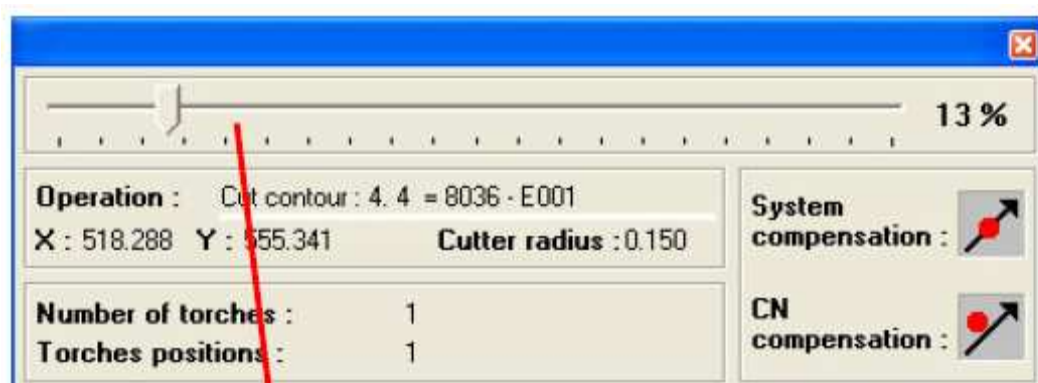 13 %
Operation : Cut contour : 4. 4 = 8036 - E001
X : 518.288 Y : 555.341 Cutter radius : 0.150
System
compensation :
Number of torches : 1
Torches positions : 1
CN
compensation :